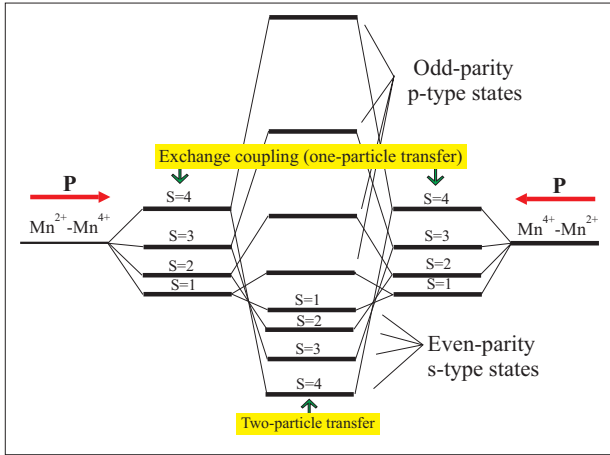 Odd-parity
p-type states
Exchange coupling (one-particle transfer)
P
P
S=4
S=4
Mn²⁺-Mn⁴⁺
Mn⁴⁺-Mn²⁺
S=3
S=3
S=2
S=2
S=1
S=1
S=1
S=2
S=3
Even-parity
s-type states
S=4
Two-particle transfer